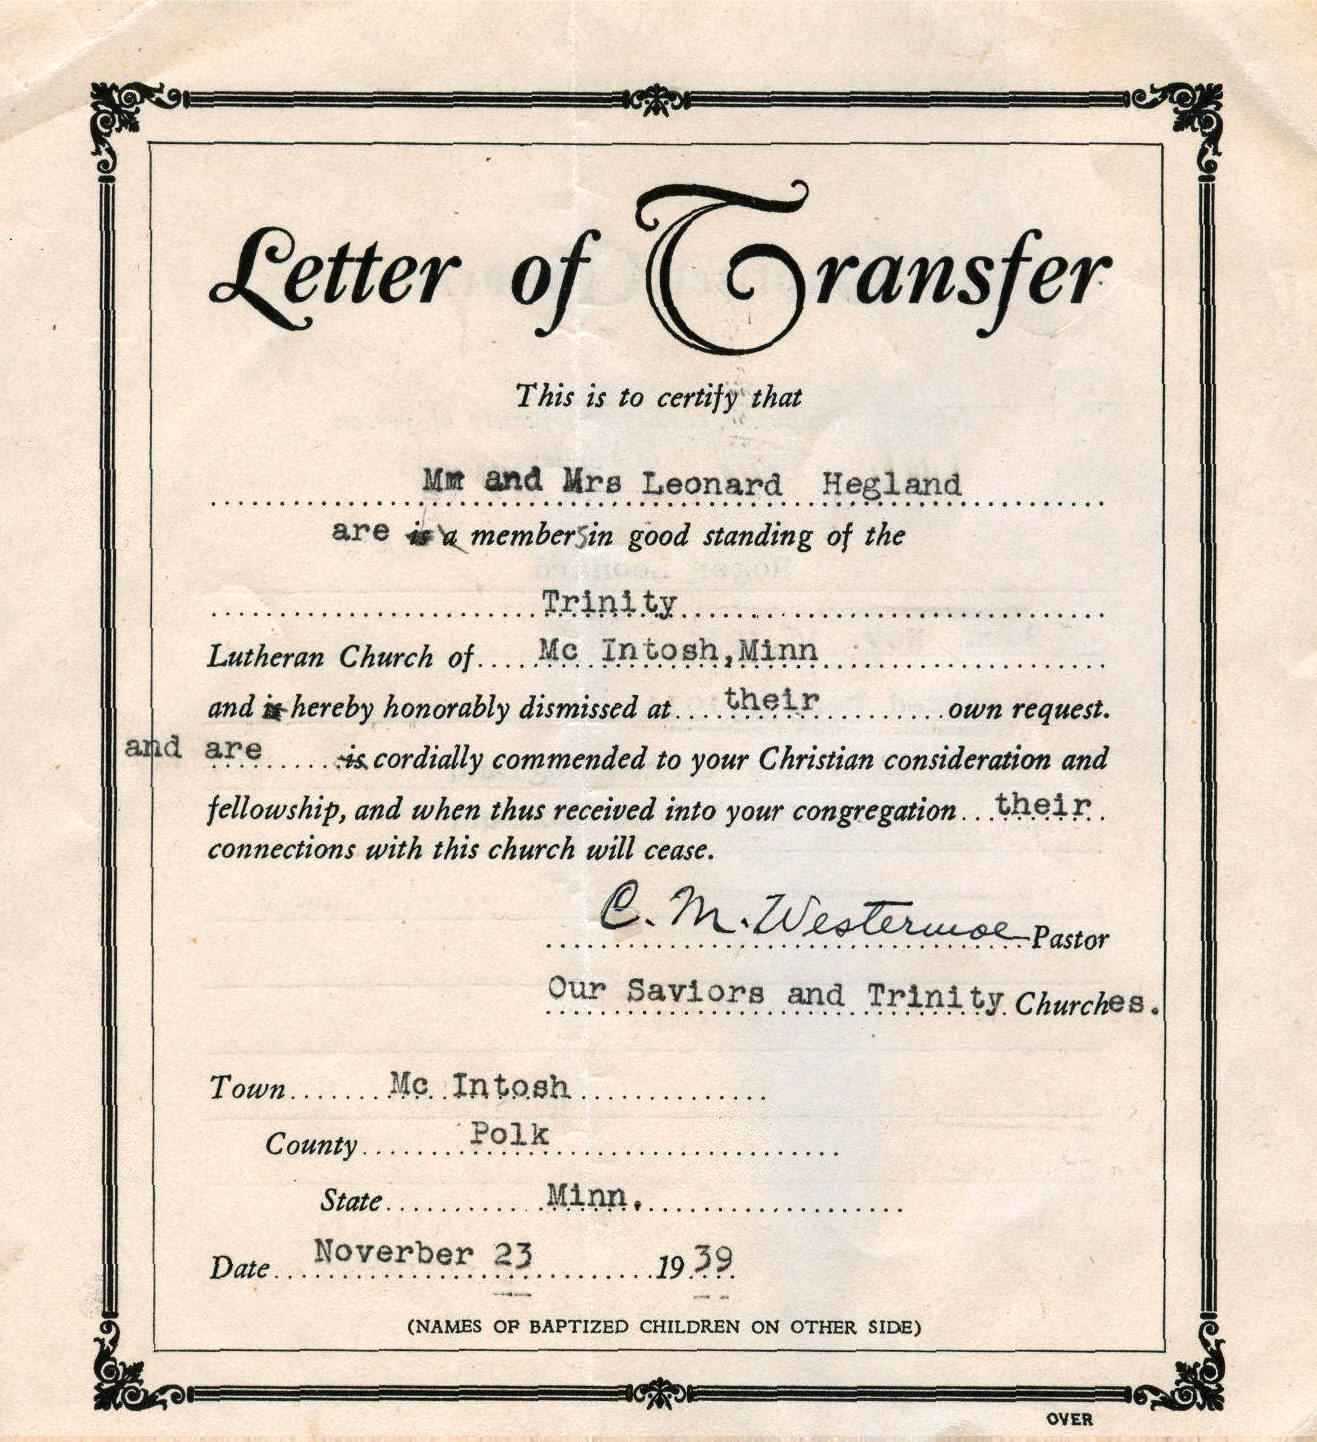 Letter of Transfer
This is to certify that
Mr and Mrs Leonard Hegland
are is a members in good standing of the
Trinity
Lutheran Church of Mc Intosh, Minn
and is hereby honorably dismissed at their own request.
and are is cordially commended to your Christian consideration and
fellowship, and when thus received into your congregation their
connections with this church will cease.
C. M. Westermoe Pastor
Our Saviors and Trinity Churches.
Town Mc Intosh
County Polk
State Minn.
Date Noverber 23 1939
(NAMES OF BAPTIZED CHILDREN ON OTHER SIDE)
OVER